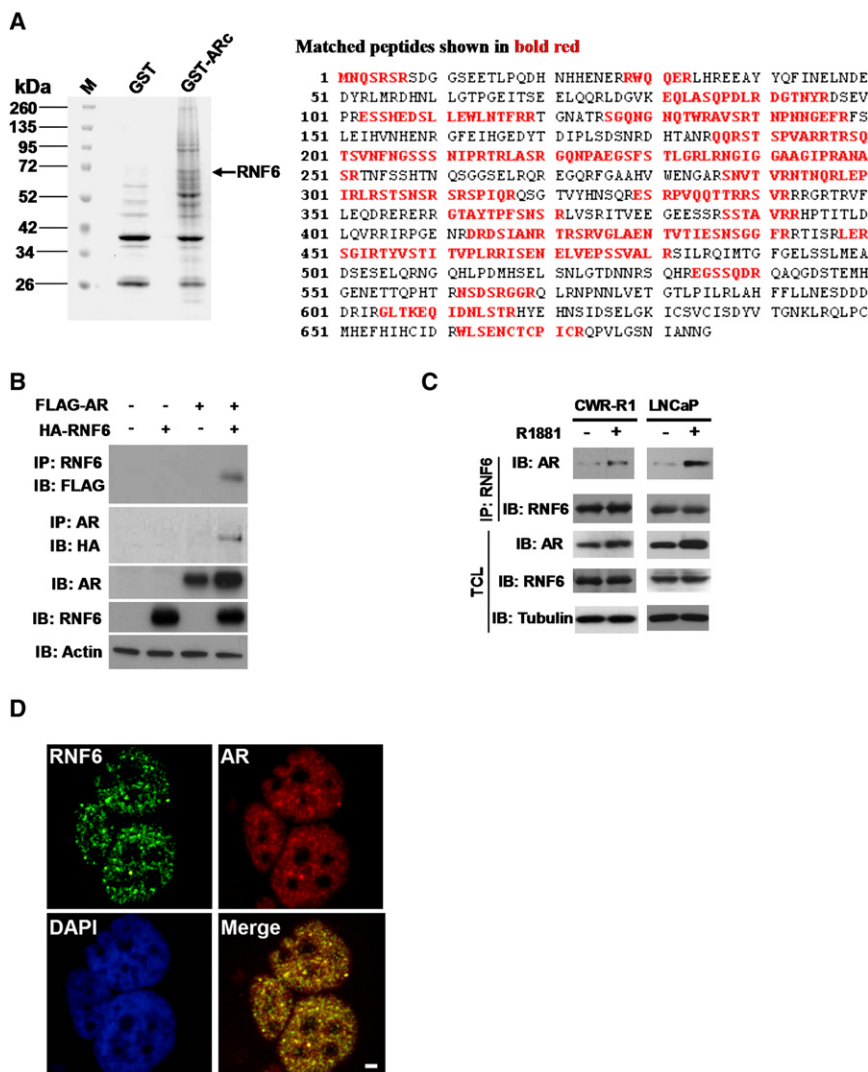 A
kDa
M
GST
GST-ARc
260
135
95
72
52
42
34
26
RNF6
Matched peptides shown in bold red
1 MNQSRSRSDG GSEETLPQDH NHHENERRWQ QERLHREEAY YQFINELNDE
51 DYRLMRDHNL LGTPGEITSE ELQQRLDGVK EQLASQPDLR DGTNYRDSEV
101 PRESSHEDSL LEWLNTFRRT GNATRSGQNG NQTWRAVSRT NPNNGEFRFS
151 LEIHVNHENR GFEIHGEDYT DIPLSDSNRD HTANRQQRST SPVARRTRSQ
201 TSVNFNGSSS NIPRTRLASR GQNPAEGSFS TLGRLRNGIG GAAGIPRANA
251 SRTNFSSHTN QSGGSELRQR EGQRFGAAHV WENGARSNVT VRNTNQRLEP
301 IRLRSTSNSR SRSPIQRQSG TVYHNSQRES RPVQQTTRRS VRRRGRTRVF
351 LEQDRERERR GTAYTPFSNS RLVSRITVEE GEESSRSSTA VRRHPTITLD
401 LQVRRIRPGE NRDRDSIANR TRSRVGLAEN TVTIESNSGG FRRTISRLER
451 SGIRTYVSTI TVPLRRISEN ELVEPSSVAL RSILRQIMTG FGELSSLMEA
501 DSESELQRNG QHLPDMHSEL SNLGTDNNRS QHREGSSQDR QAQGDSTEMH
551 GENETTQPHT RNSDSRGGRQ LRNPNNLVET GTLPILRLAH FFLLNESDDD
601 DRIRGLTKEQ IDNLSTRHYE HNSIDSELGK ICSVCISDYV TGNKLRQLPC
651 MHEFHIHCID RWLSENCTCP ICRQPVLGSN IANNG
B
FLAG-AR - - + +
HA-RNF6 - + - +
IP: RNF6
IB: FLAG
IP: AR
IB: HA
IB: AR
IB: RNF6
IB: Actin
C
CWR-R1 LNCaP
R1881 - + - +
IP: RNF6
IB: AR
IB: RNF6
TCL
IB: AR
IB: RNF6
IB: Tubulin
D
RNF6
AR
DAPI
Merge